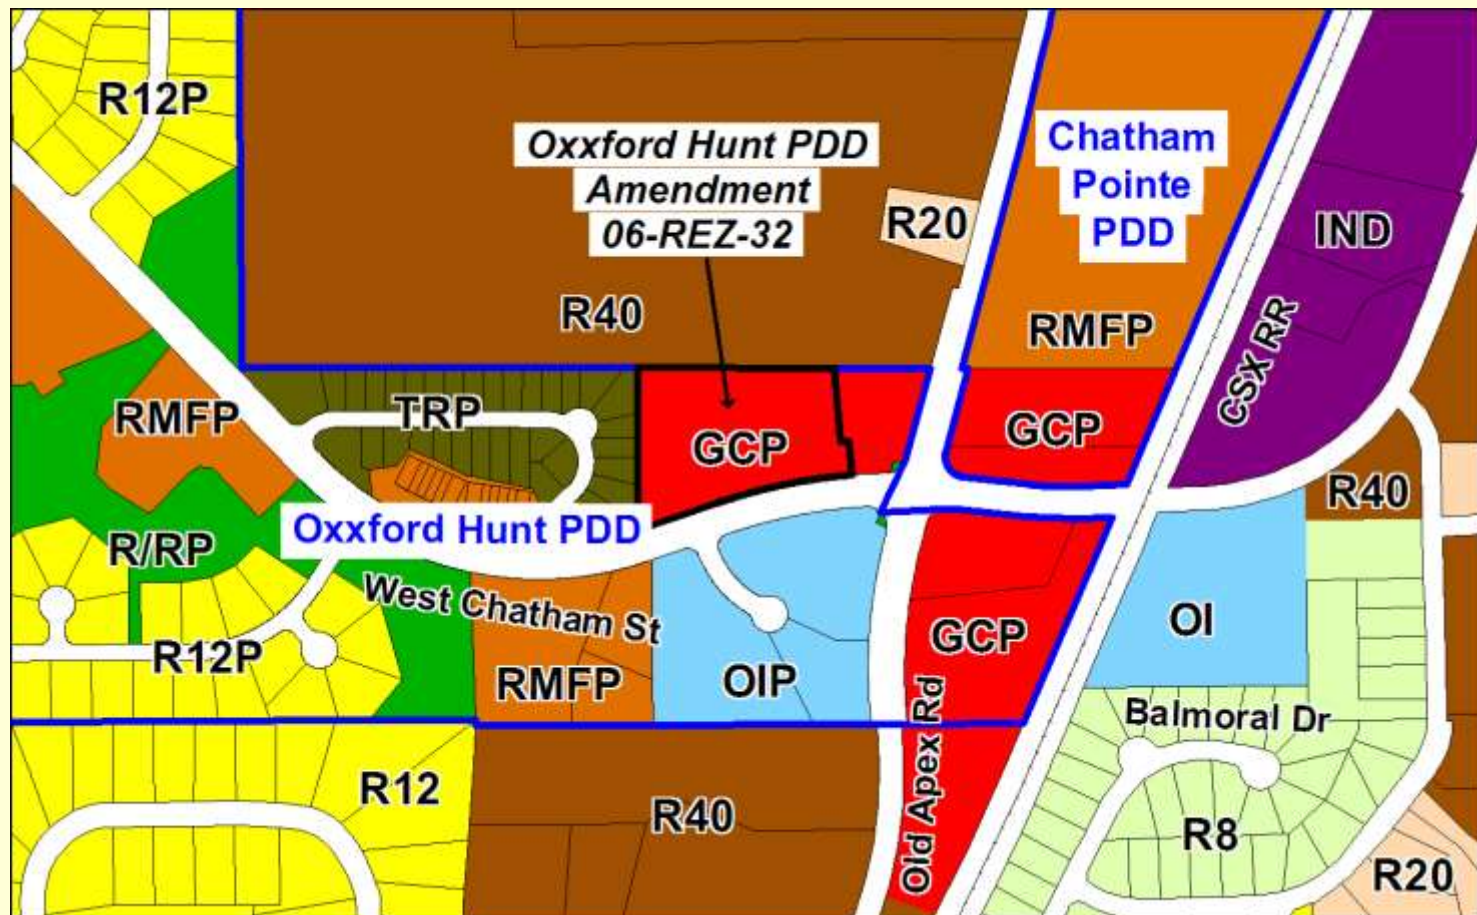 R12P
Oxxford Hunt PDD
Amendment
06-REZ-32
Chatham
Pointe
PDD
R20
IND
R40
RMFP
CSX RR
RMFP
TRP
GCP
GCP
R40
Oxxford Hunt PDD
R/RP
West Chatham St
R12P
RMFP
OIP
GCP
OI
Balmoral Dr
R12
R40
Old Apex Rd
R8
R20